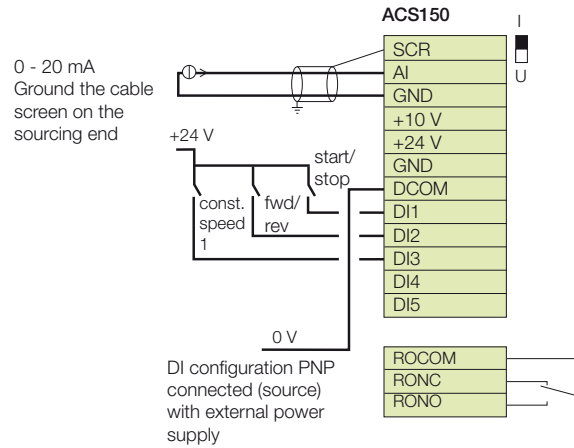 ACS150
I
SCR
0 - 20 mA
AI
U
Ground the cable
GND
screen on the
sourcing end
+10 V
+24 V
+24 V
start/
stop
GND
DCOM
const.
speed
1
fwd/
rev
DI1
DI2
DI3
DI4
DI5
0 V
DI configuration PNP
connected (source)
with external power
supply
ROCOM
RONC
RONO